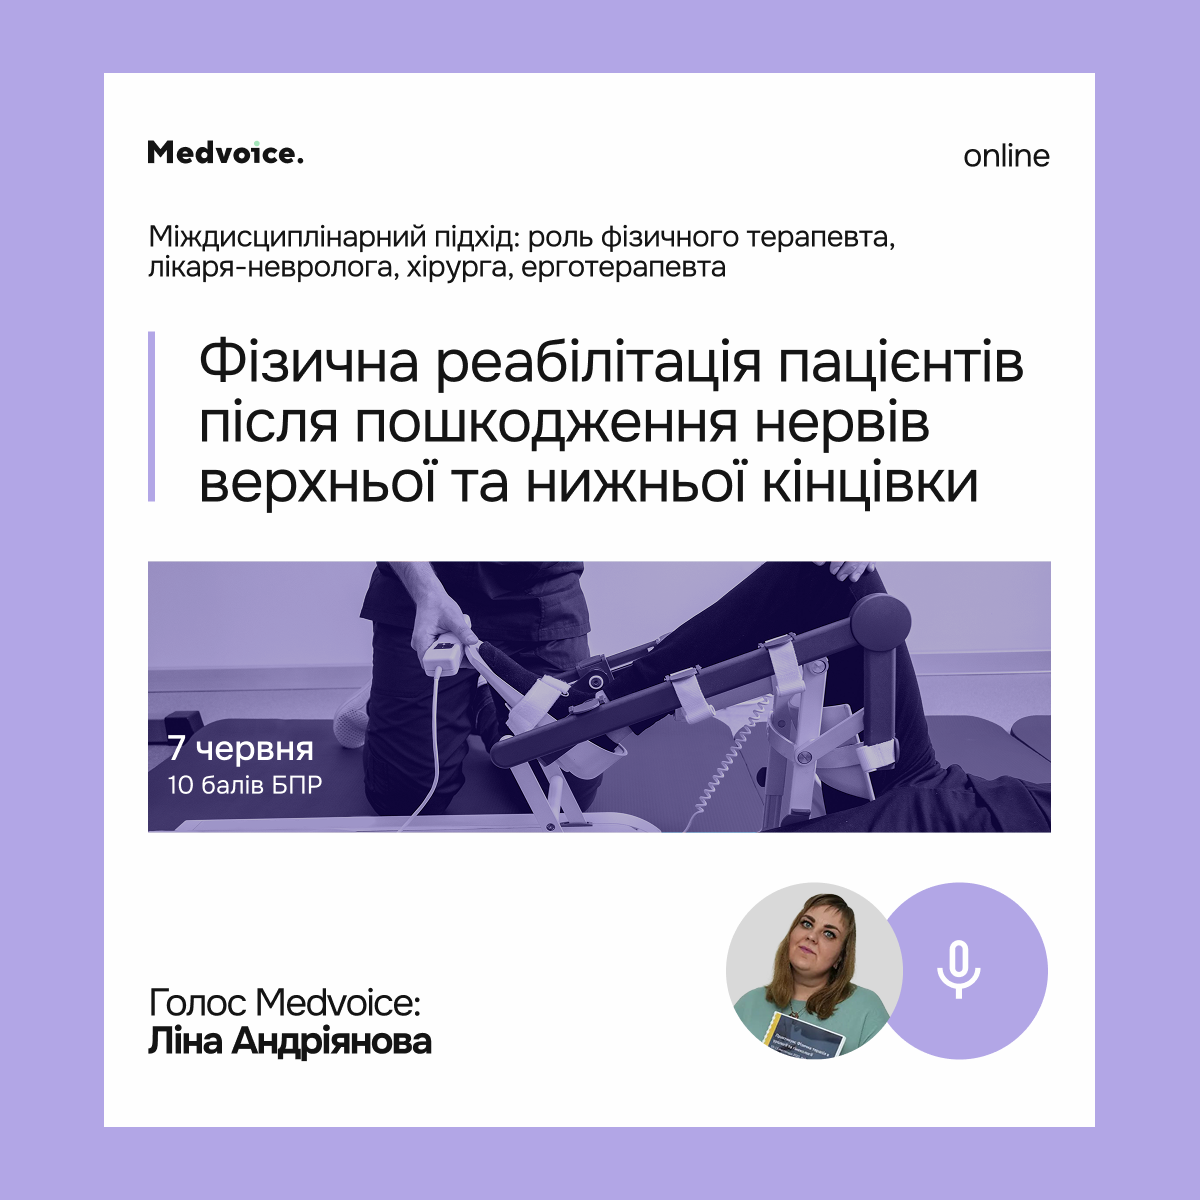 Medvoice.
online
Міждисциплінарний підхід: роль фізичного терапевта,
лікаря-невролога, хірурга, ерготерапевта
Фізична реабілітація пацієнтів
після пошкодження нервів
верхньої та нижньої кінцівки
7 червня
10 балів БПР
Голос Medvoice:
Ліна Андріянова